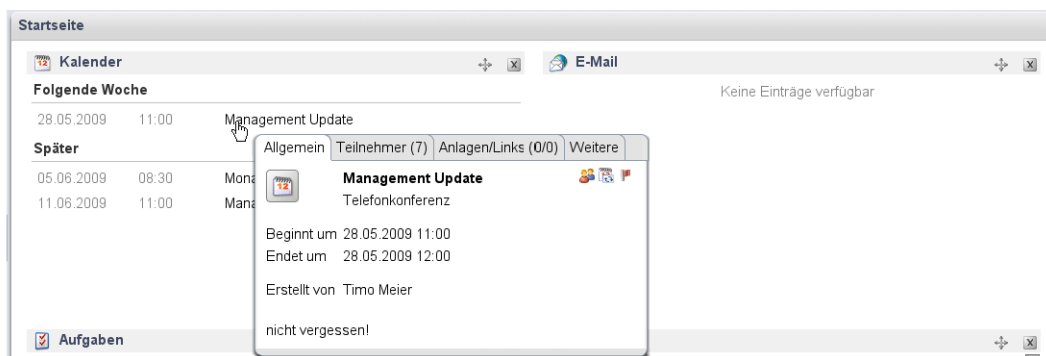 Startseite
Kalender
Folgende Woche
28.05.2009 11:00 Management Update
Später
05.06.2009 08:30
11.06.2009 11:00
Allgemein Teilnehmer (7) Anlagen/Links (0/0) Weitere
Management Update
Telefonkonferenz
Beginnt um 28.05.2009 11:00
Endet um 28.05.2009 12:00
Erstellt von Timo Meier
nicht vergessen!
E-Mail
Keine Einträge verfügbar
Aufgaben